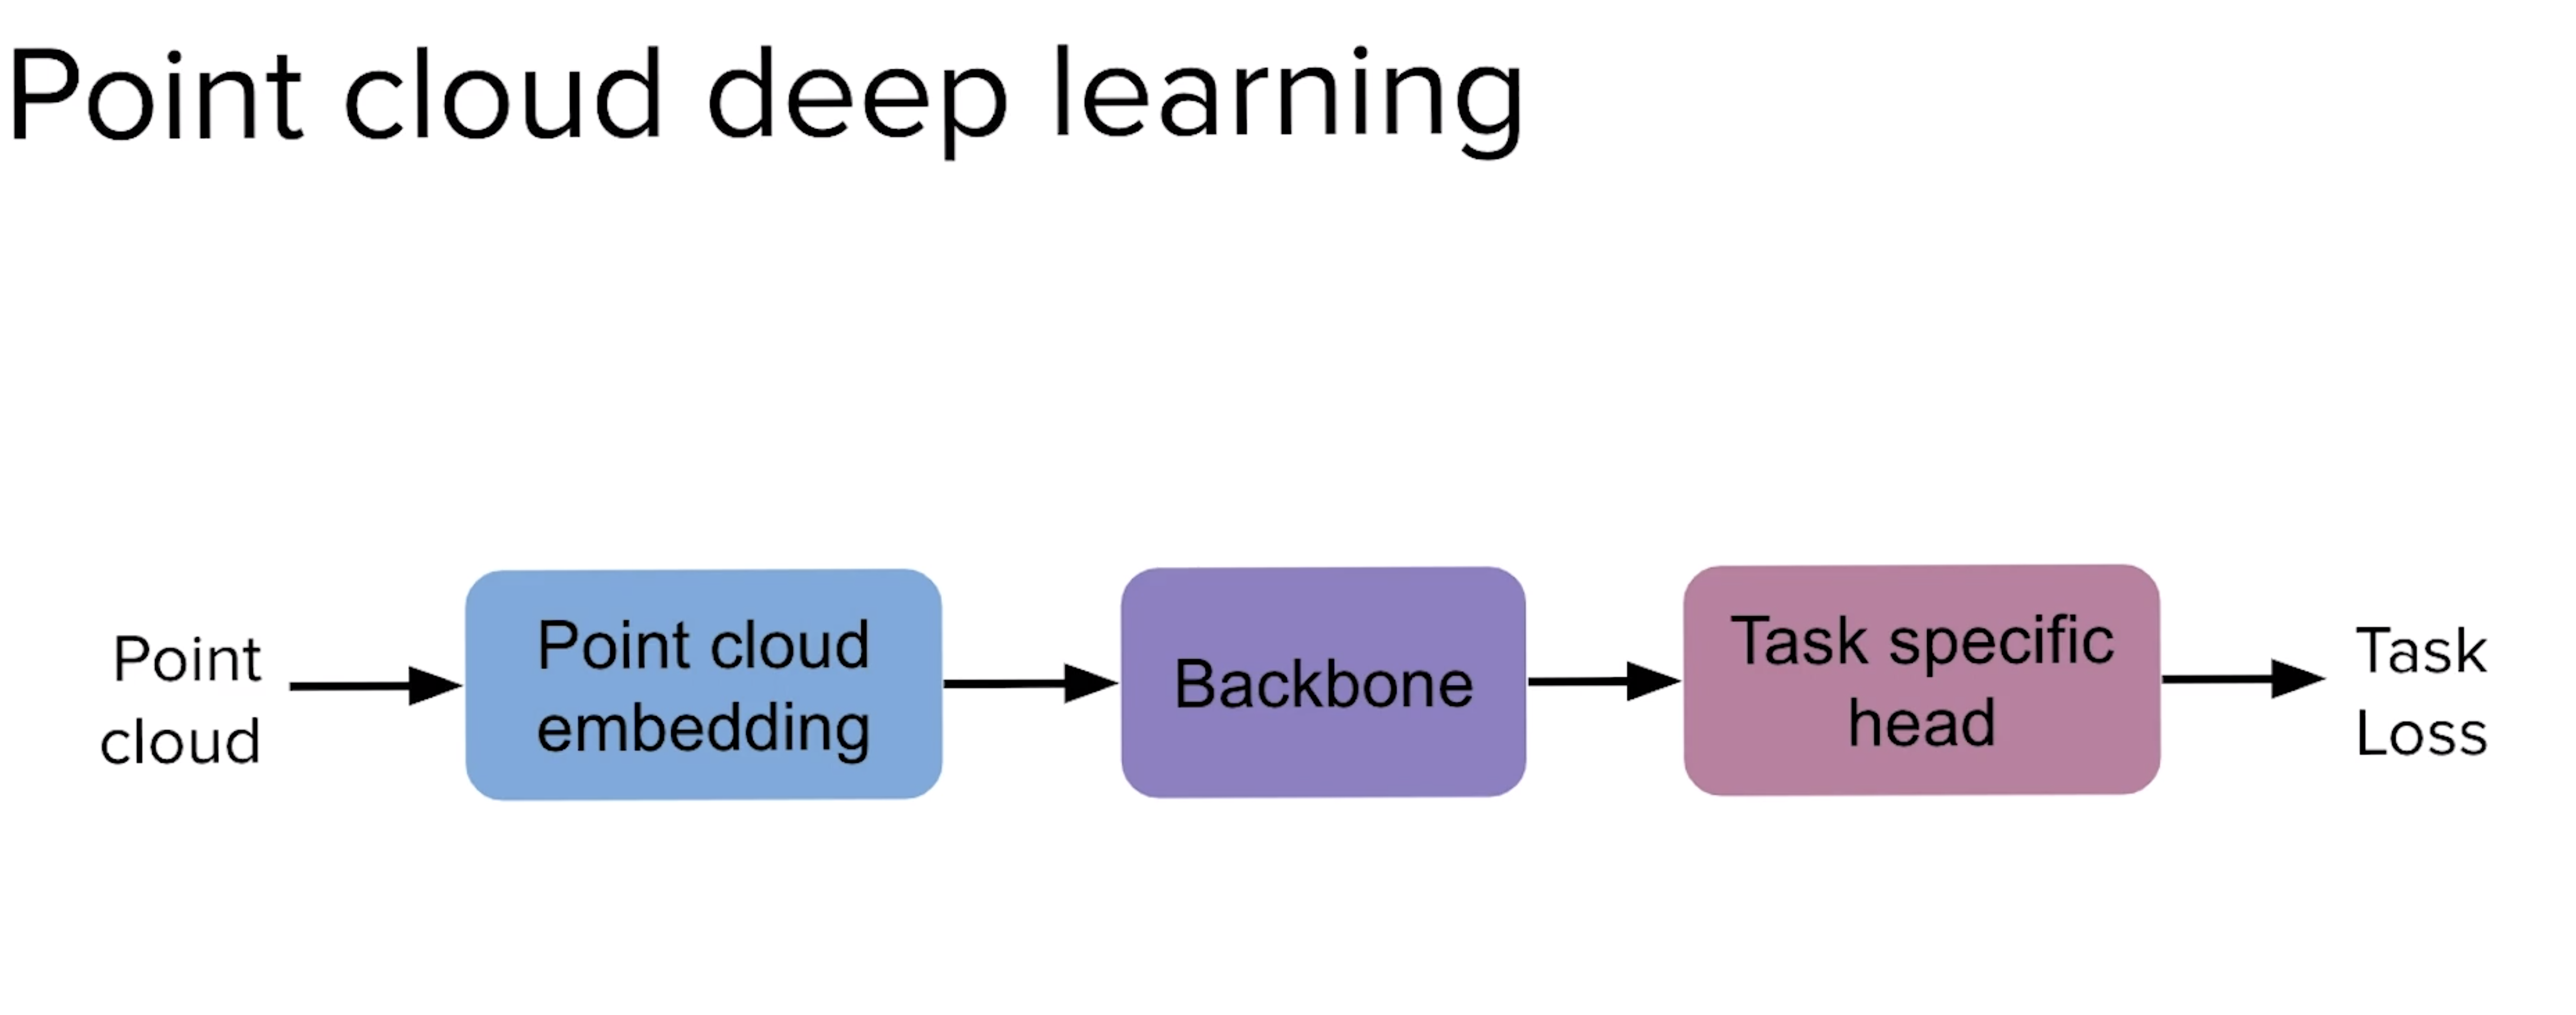 Point cloud deep learning
Point
cloud
Point cloud
embedding
Backbone
Task specific
head
Task
Loss